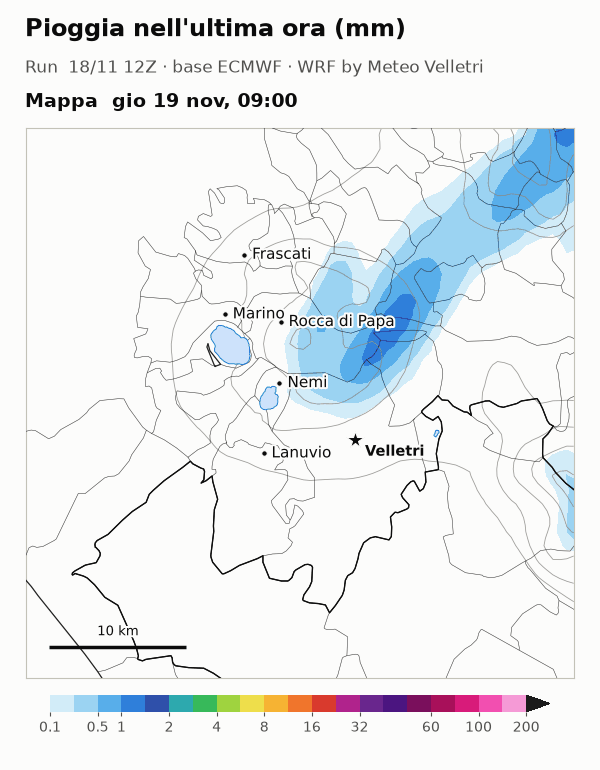 Pioggia nell'ultima ora (mm)
Run  18/11 12Z · base ECMWF · WRF by Meteo Velletri
Mappa  gio 19 nov, 09:00
Frascati
Marino
Rocca di Papa
Nemi
Velletri
Lanuvio
10 km
0.1 0.5 1 2 4 8 16 32 60 100 200